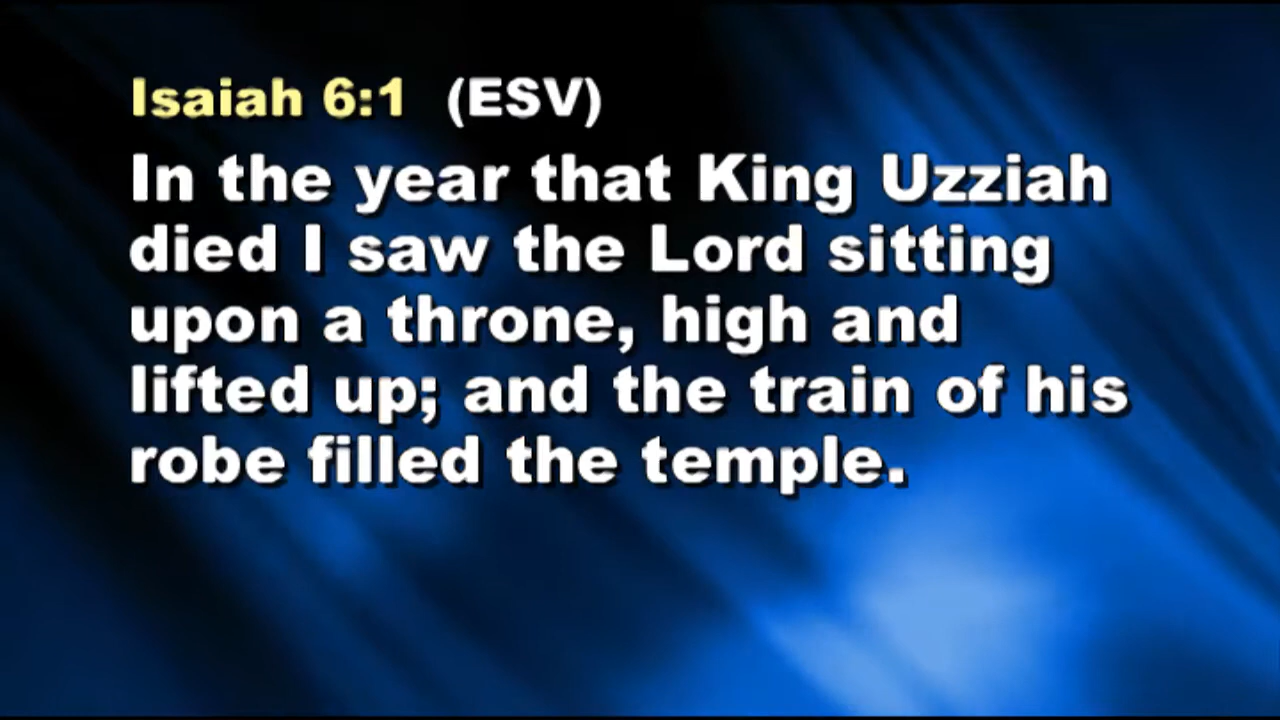 Isaiah 6:1 (ESV)
In the year that King Uzziah
died I saw the Lord sitting
upon a throne, high and
lifted up; and the train of his
robe filled the temple.